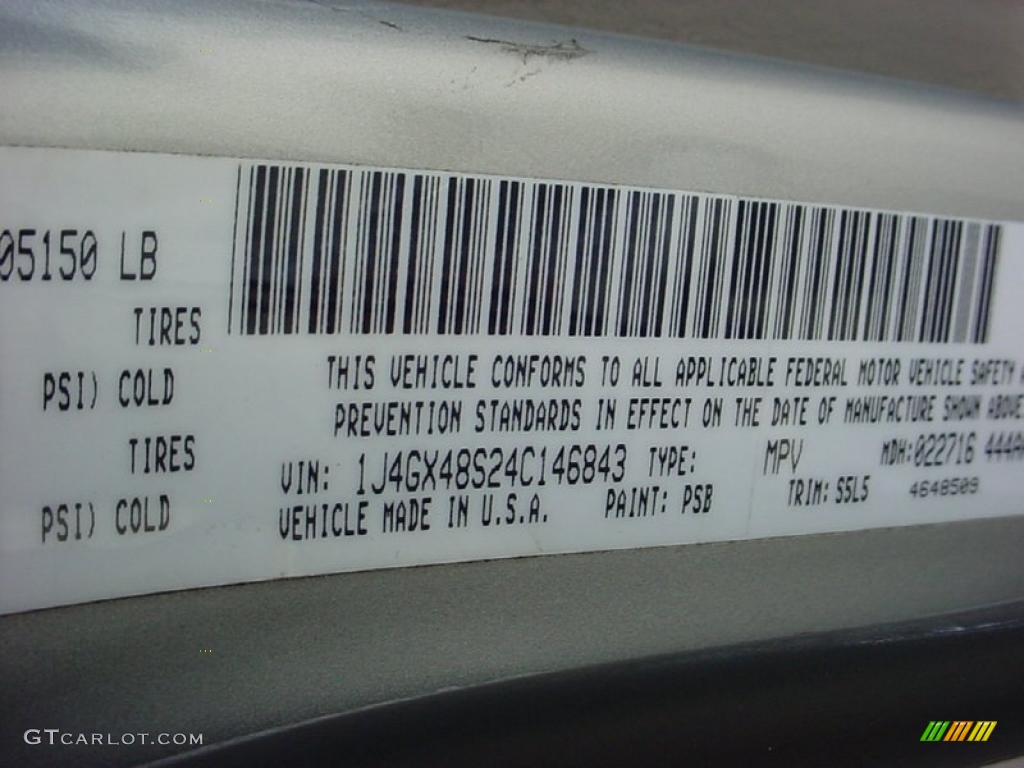 05150 LB
TIRES
PSI) COLD
TIRES
PSI) COLD
THIS VEHICLE CONFORMS TO ALL APPLICABLE FEDERAL MOTOR VEHICLE SAFETY
PREVENTION STANDARDS IN EFFECT ON THE DATE OF MANUFACTURE SHOWN ABOVE
VIN: 1J4GX48S24C146843 TYPE: MPV MDH:022716 444A
VEHICLE MADE IN U.S.A. PAINT: PSB TRIM: S5L5 4648509
GTCARLOT.COM